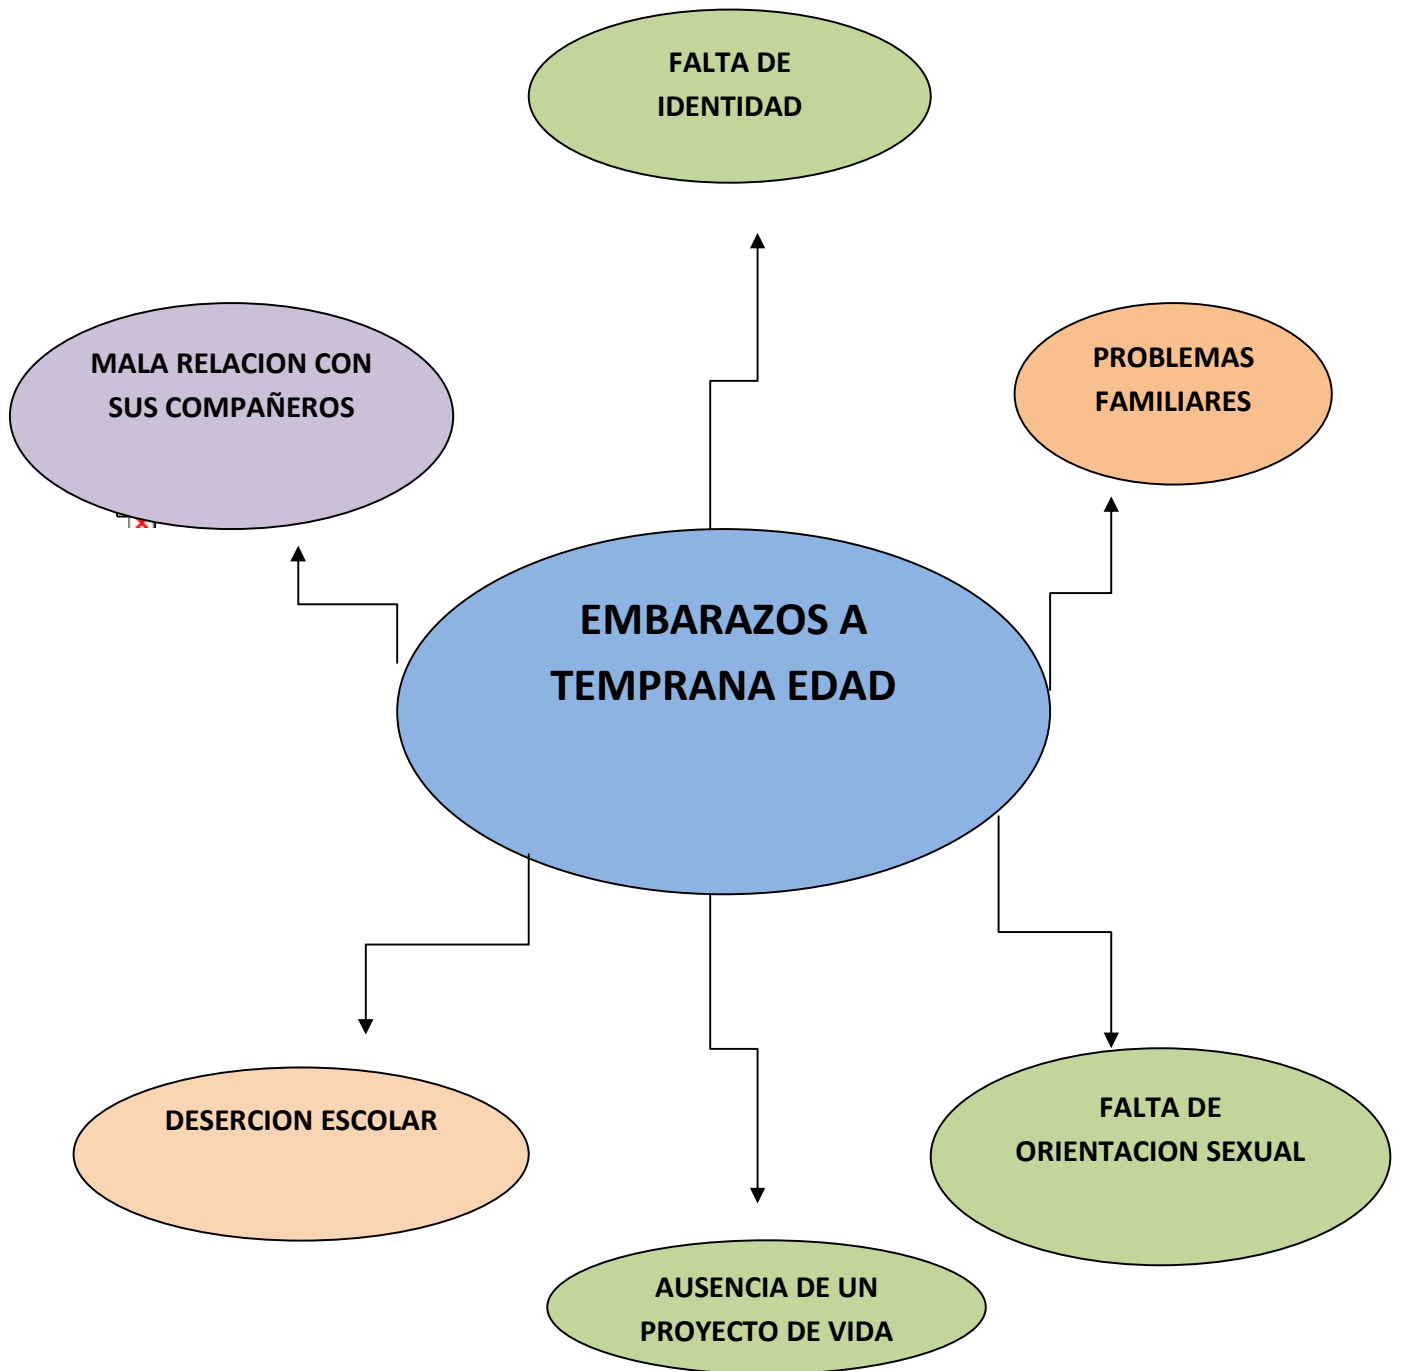 FALTA DE
IDENTIDAD
MALA RELACION CON
SUS COMPAÑEROS
PROBLEMAS
FAMILIARES
EMBARAZOS A
TEMPRANA EDAD
DESERCION ESCOLAR
FALTA DE
ORIENTACION SEXUAL
AUSENCIA DE UN
PROYECTO DE VIDA